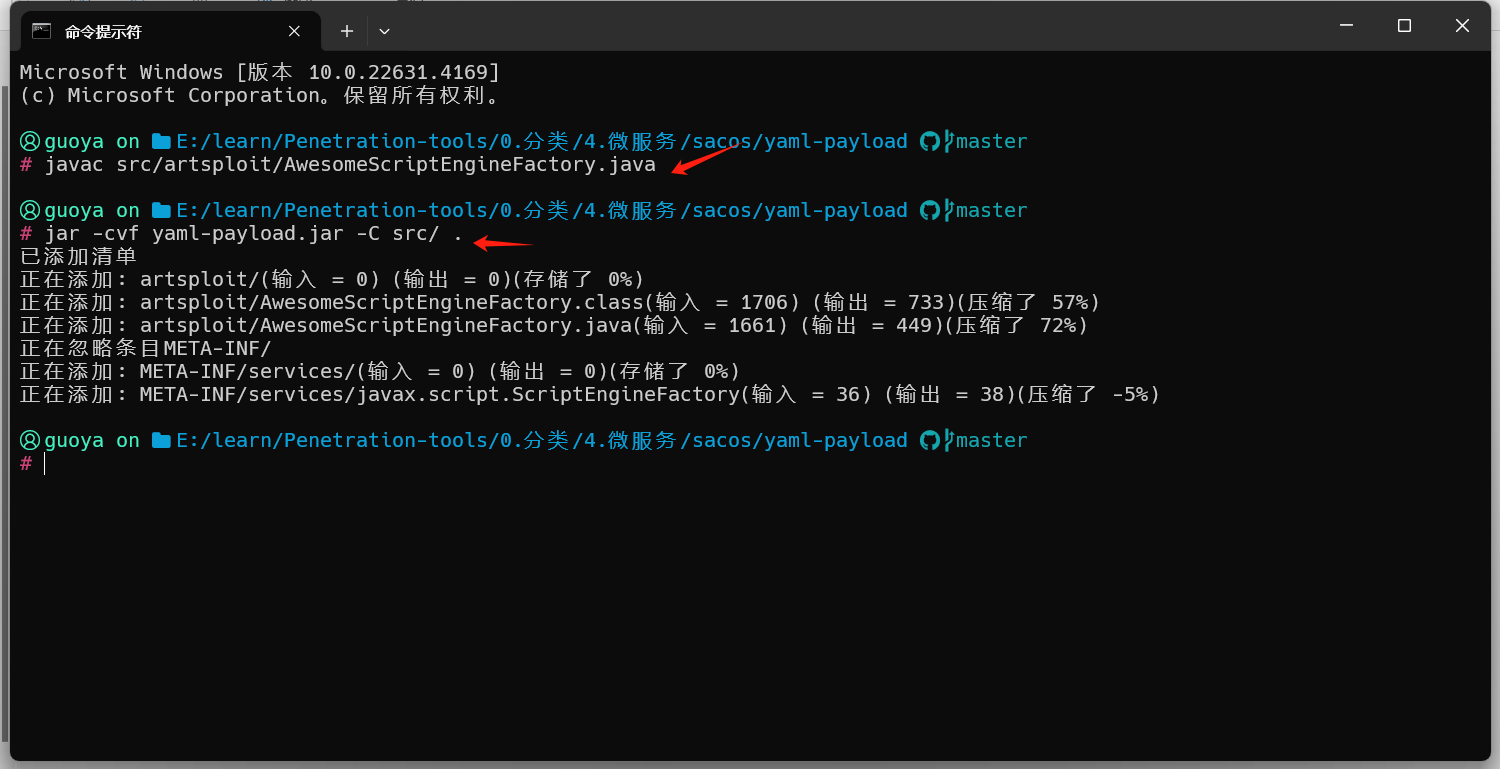 命令提示符
Microsoft Windows [版本 10.0.22631.4169]
(c) Microsoft Corporation。保留所有权利。
guoya on E:/learn/Penetration-tools/0.分类/4.微服务/sacos/yaml-payload master
# javac src/artsploit/AwesomeScriptEngineFactory.java
guoya on E:/learn/Penetration-tools/0.分类/4.微服务/sacos/yaml-payload master
# jar -cvf yaml-payload.jar -C src/ .
已添加清单
正在添加: artsploit/(输入 = 0) (输出 = 0)(存储了 0%)
正在添加: artsploit/AwesomeScriptEngineFactory.class(输入 = 1706) (输出 = 733)(压缩了 57%)
正在添加: artsploit/AwesomeScriptEngineFactory.java(输入 = 1661) (输出 = 449)(压缩了 72%)
正在忽略条目META-INF/
正在添加: META-INF/services/(输入 = 0) (输出 = 0)(存储了 0%)
正在添加: META-INF/services/javax.script.ScriptEngineFactory(输入 = 36) (输出 = 38)(压缩了 -5%)
guoya on E:/learn/Penetration-tools/0.分类/4.微服务/sacos/yaml-payload master
#